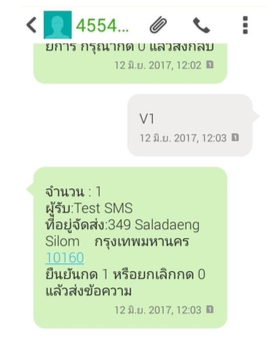 4554...
ยการ กรุณากด 0 แล้วส่งกลับ
12 มิ.ย. 2017, 12:02 1
V1
12 มิ.ย. 2017, 12:03 1
จำนวน : 1
ผู้รับ:Test SMS
ที่อยู่จัดส่ง:349 Saladaeng
Silom กรุงเทพมหานคร
10160
ยืนยันกด 1 หรือยกเลิกกด 0
แล้วส่งข้อความ
12 มิ.ย. 2017, 12:03 1